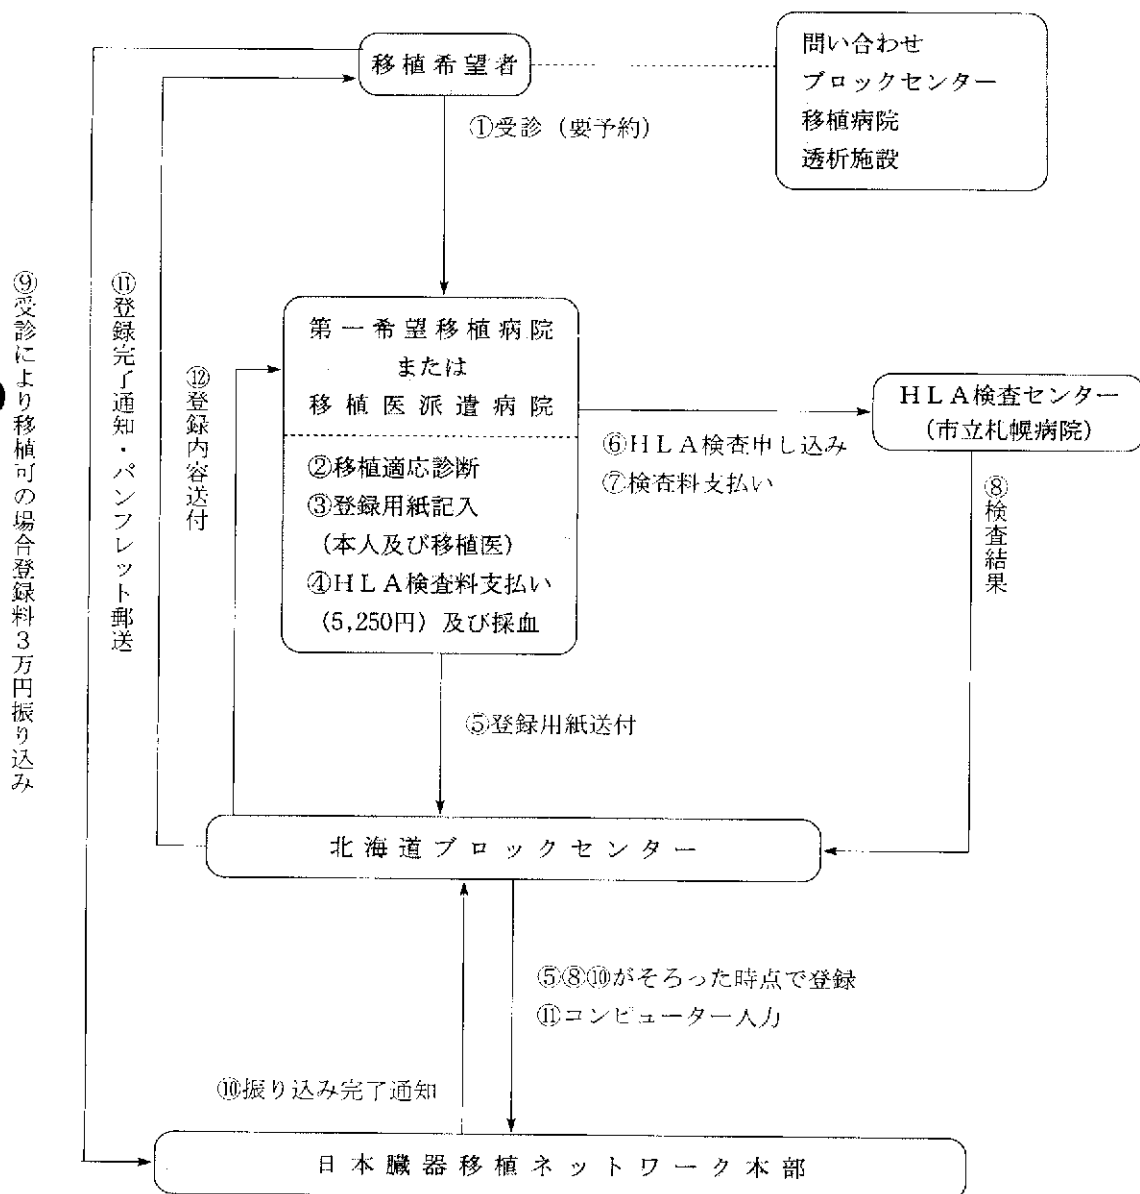 移植希望者
問い合わせ
ブロックセンター
移植病院
透析施設
①受診（要予約）
⑨受診により移植可の場合登録料3万円振り込み
⑪登録完了通知・パンフレット郵送
⑫登録内容送付
第一希望移植病院
または
移植医派遣病院
②移植適応診断
③登録用紙記入
（本人及び移植医）
④HLA検査料支払い
（5,250円）及び採血
⑥HLA検査申し込み
⑦検査料支払い
HLA検査センター
（市立札幌病院）
⑧検査結果
⑤登録用紙送付
北海道ブロックセンター
⑤⑧⑩がそろった時点で登録
⑪コンピューター入力
⑩振り込み完了通知
日本臓器移植ネットワーク本部